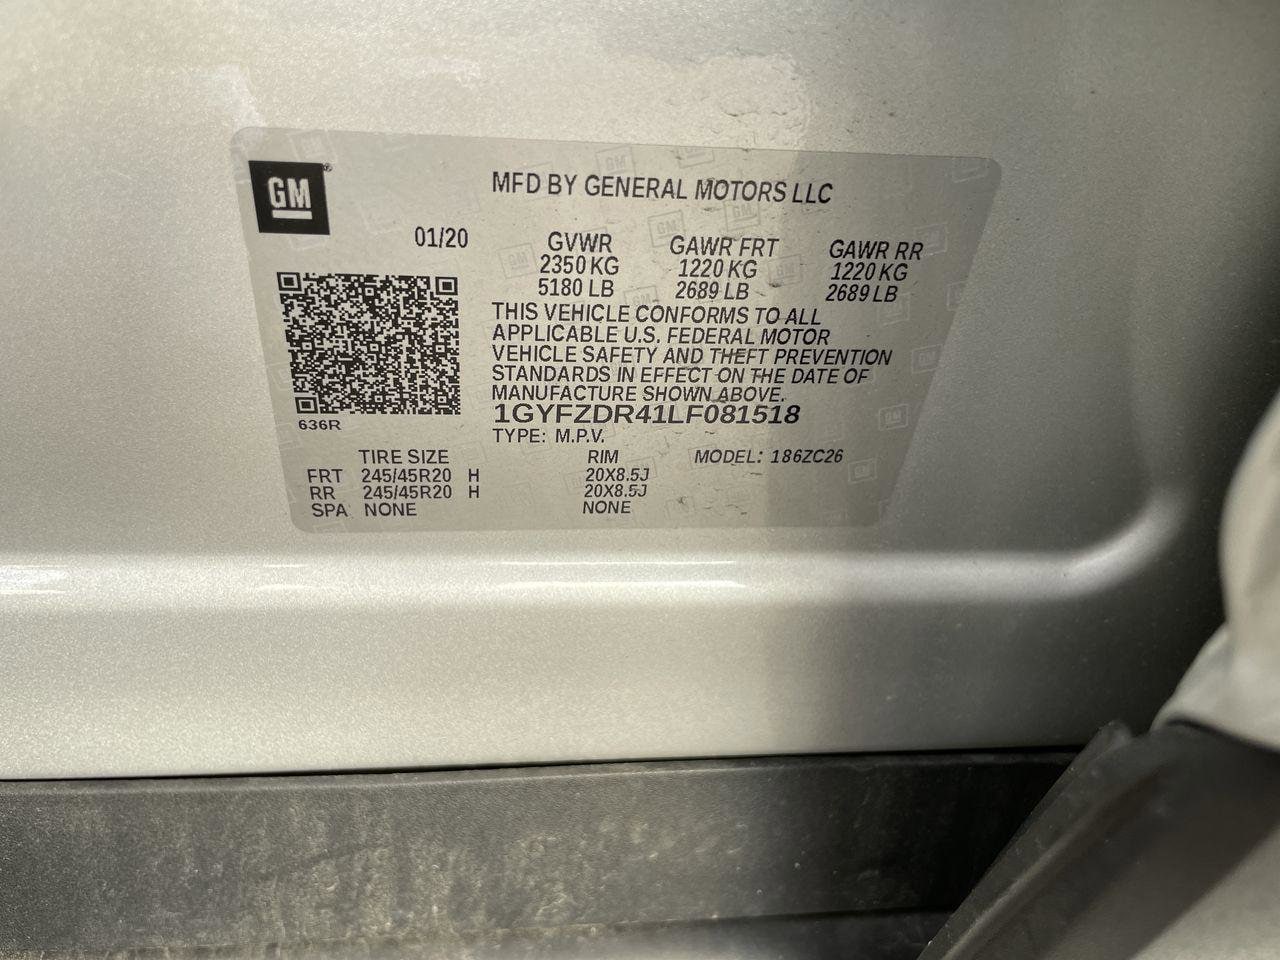 GM
MFD BY GENERAL MOTORS LLC
01/20 GVWR GAWR FRT GAWR RR
2350 KG 1220 KG 1220 KG
5180 LB 2689 LB 2689 LB
THIS VEHICLE CONFORMS TO ALL
APPLICABLE U.S. FEDERAL MOTOR
VEHICLE SAFETY AND THEFT PREVENTION
STANDARDS IN EFFECT ON THE DATE OF
MANUFACTURE SHOWN ABOVE.
1GYFZDR41LF081518
636R
TYPE: M.P.V.
TIRE SIZE RIM MODEL: 186ZC26
FRT 245/45R20 H 20X8.5J
RR 245/45R20 H 20X8.5J
SPA NONE NONE